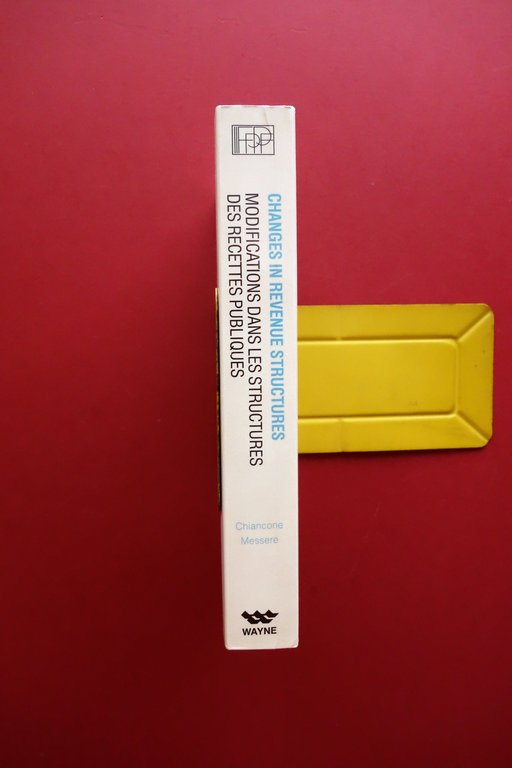 CHANGES IN REVENUE STRUCTURES
MODIFICATIONS DANS LES STRUCTURES
DES RECETTES PUBLIQUES
Chiancone
Messere
WAYNE